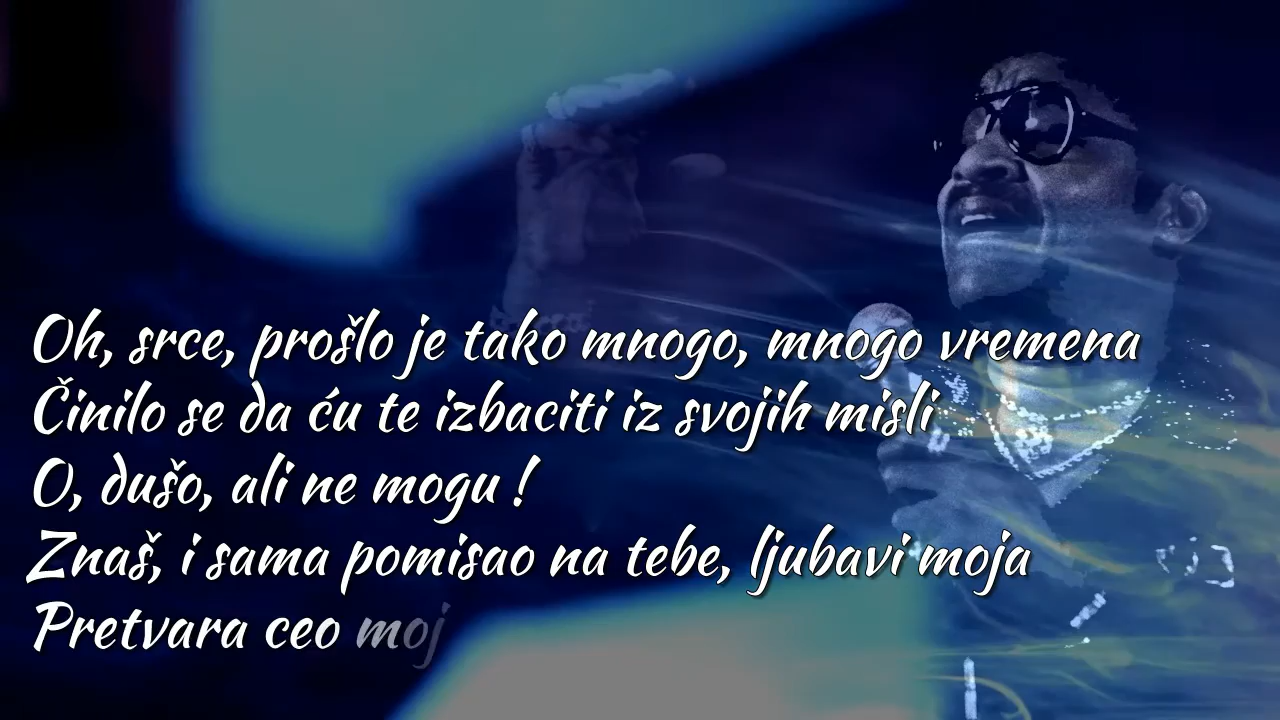 Oh, srce, prošlo je tako mnogo, mnogo vremena
Činilo se da ću te izbaciti iz svojih misli
O, dušo, ali ne mogu !
Znaš, i sama pomisao na tebe, ljubavi moja
Pretvara ceo moj